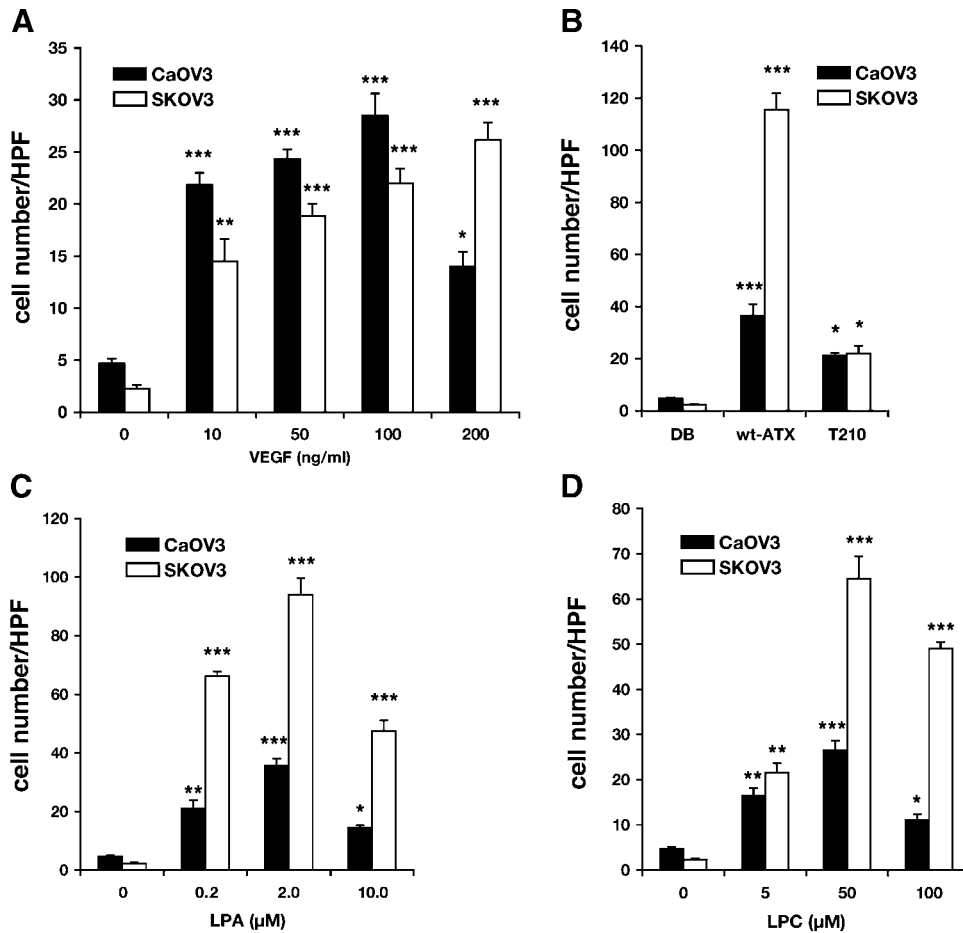 A
cell number/HPF
35
30
25
20
15
10
5
0
CaOV3
SKOV3
***
**
***
***
***
***
*
***
0 10 50 100 200
VEGF (ng/ml)
B
cell number/HPF
140
120
100
80
60
40
20
0
CaOV3
SKOV3
***
***
*
*
DB wt-ATX T210
C
cell number/HPF
120
100
80
60
40
20
0
CaOV3
SKOV3
**
***
***
***
*
***
0 0.2 2.0 10.0
LPA (µM)
D
cell number/HPF
80
70
60
50
40
30
20
10
0
CaOV3
SKOV3
**
**
***
***
*
***
0 5 50 100
LPC (µM)